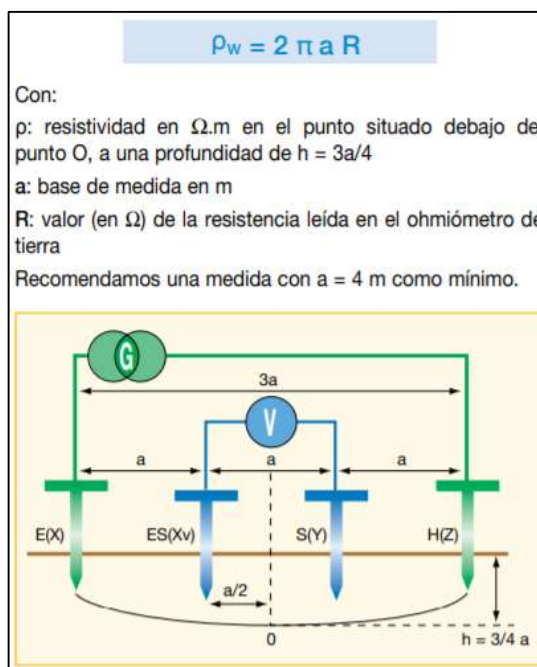 ρw = 2 π a R
Con:
ρ: resistividad en Ω.m en el punto situado debajo de
punto O, a una profundidad de h = 3a/4
a: base de medida en m
R: valor (en Ω) de la resistencia leída en el ohmiómetro de
tierra
Recomendamos una medida con a = 4 m como mínimo.
G
3a
V
a a a
E(X) ES(Xv) S(Y) H(Z)
a/2
0 h = 3/4 a